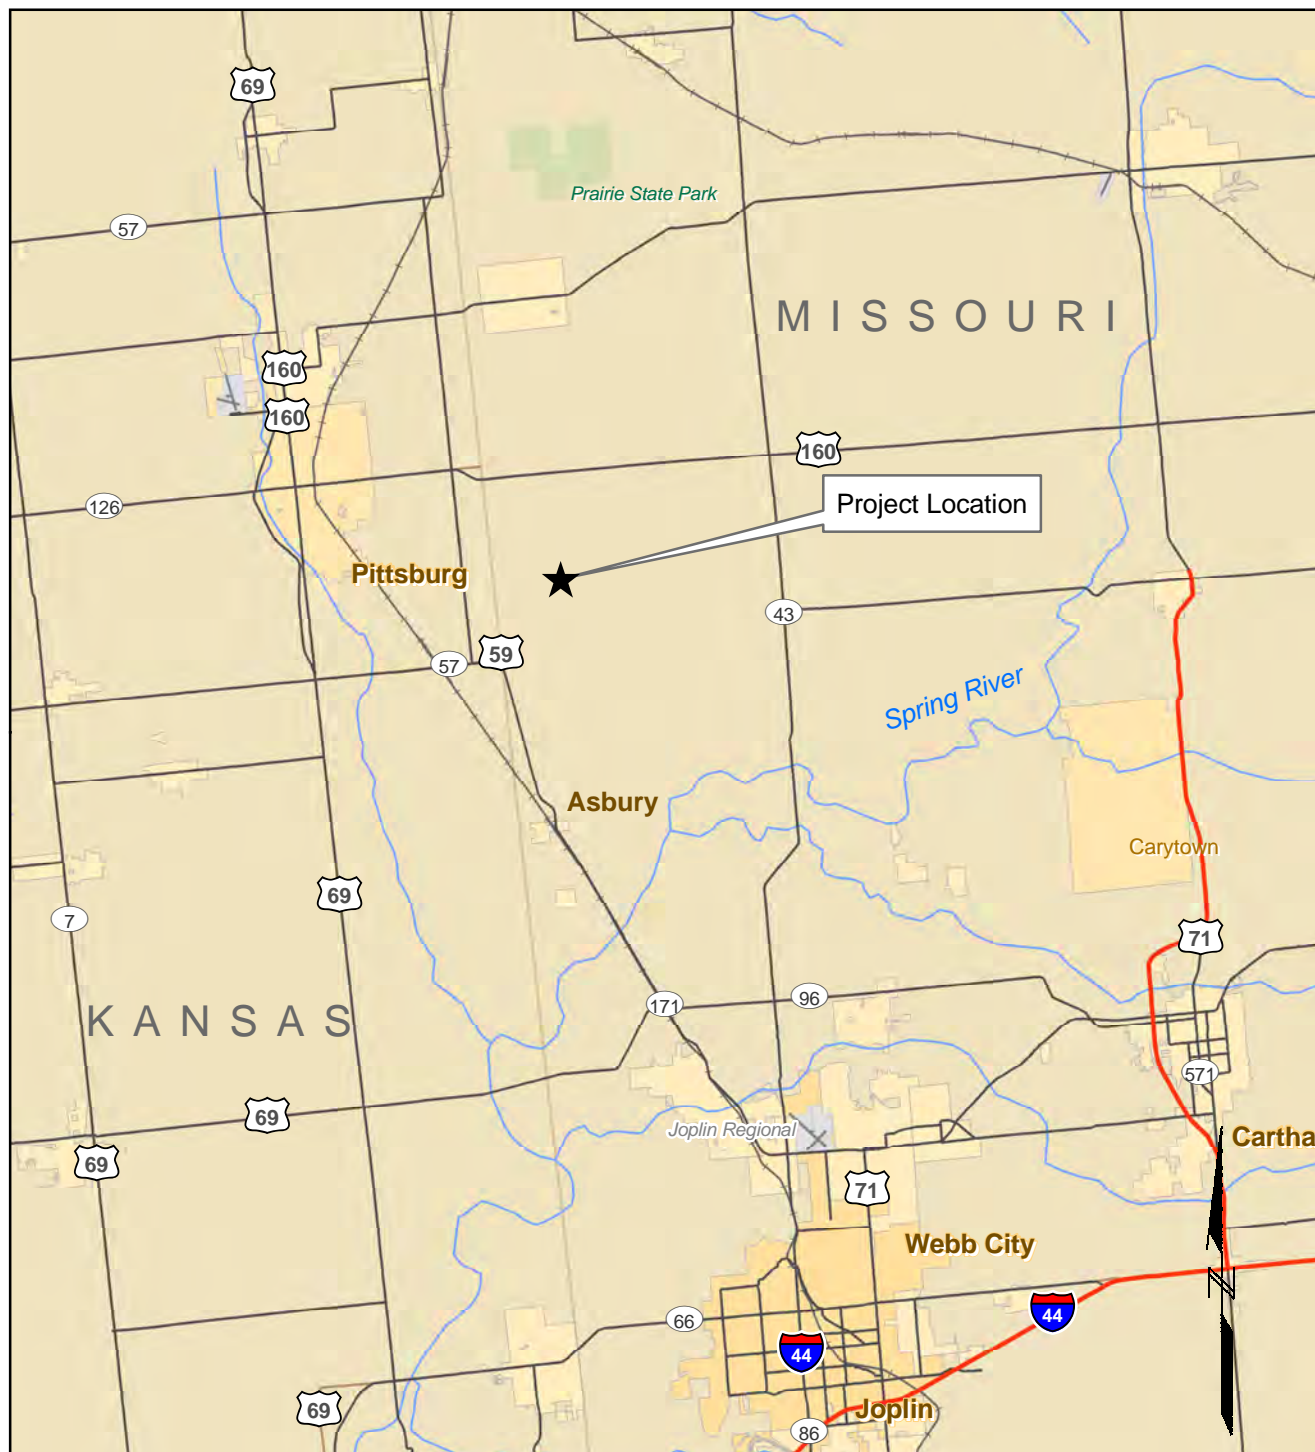 69
Prairie State Park
57
MISSOURI
160
160
160
Project Location
126
Pittsburg
43
59
57
Spring River
Asbury
Carytown
69
7
71
171
96
KANSAS
571
69
Joplin Regional
Cartha
69
71
Webb City
44
66
44
69
Joplin
86
N